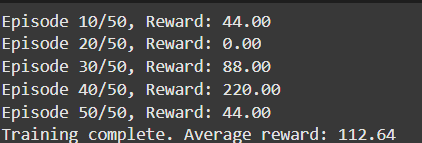 Episode 10/50, Reward: 44.00
Episode 20/50, Reward: 0.00
Episode 30/50, Reward: 88.00
Episode 40/50, Reward: 220.00
Episode 50/50, Reward: 44.00
Training complete. Average reward: 112.64